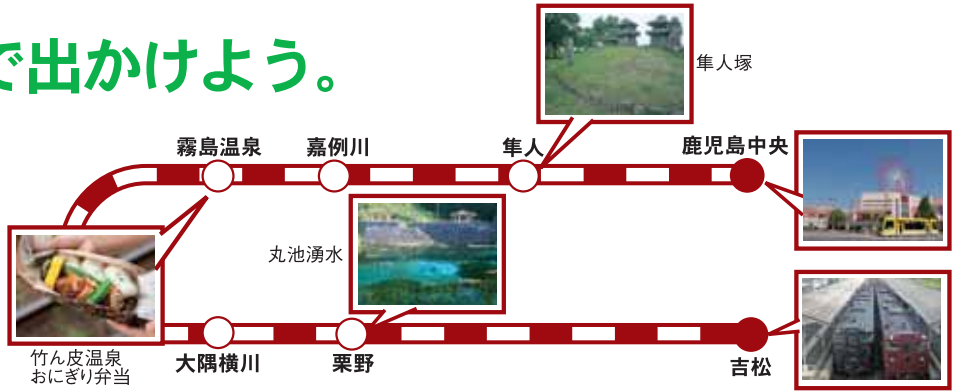 で出かけよう。
隼人塚
霧島温泉
嘉例川
隼人
鹿児島中央
丸池湧水
竹ん皮温泉
おにぎり弁当
大隅横川
栗野
吉松